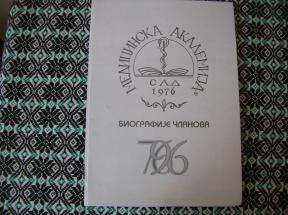 МЕДИЦИНСКА АКАДЕМИЈА
СЛД
1976
БИОГРАФИЈЕ ЧЛАНОВА